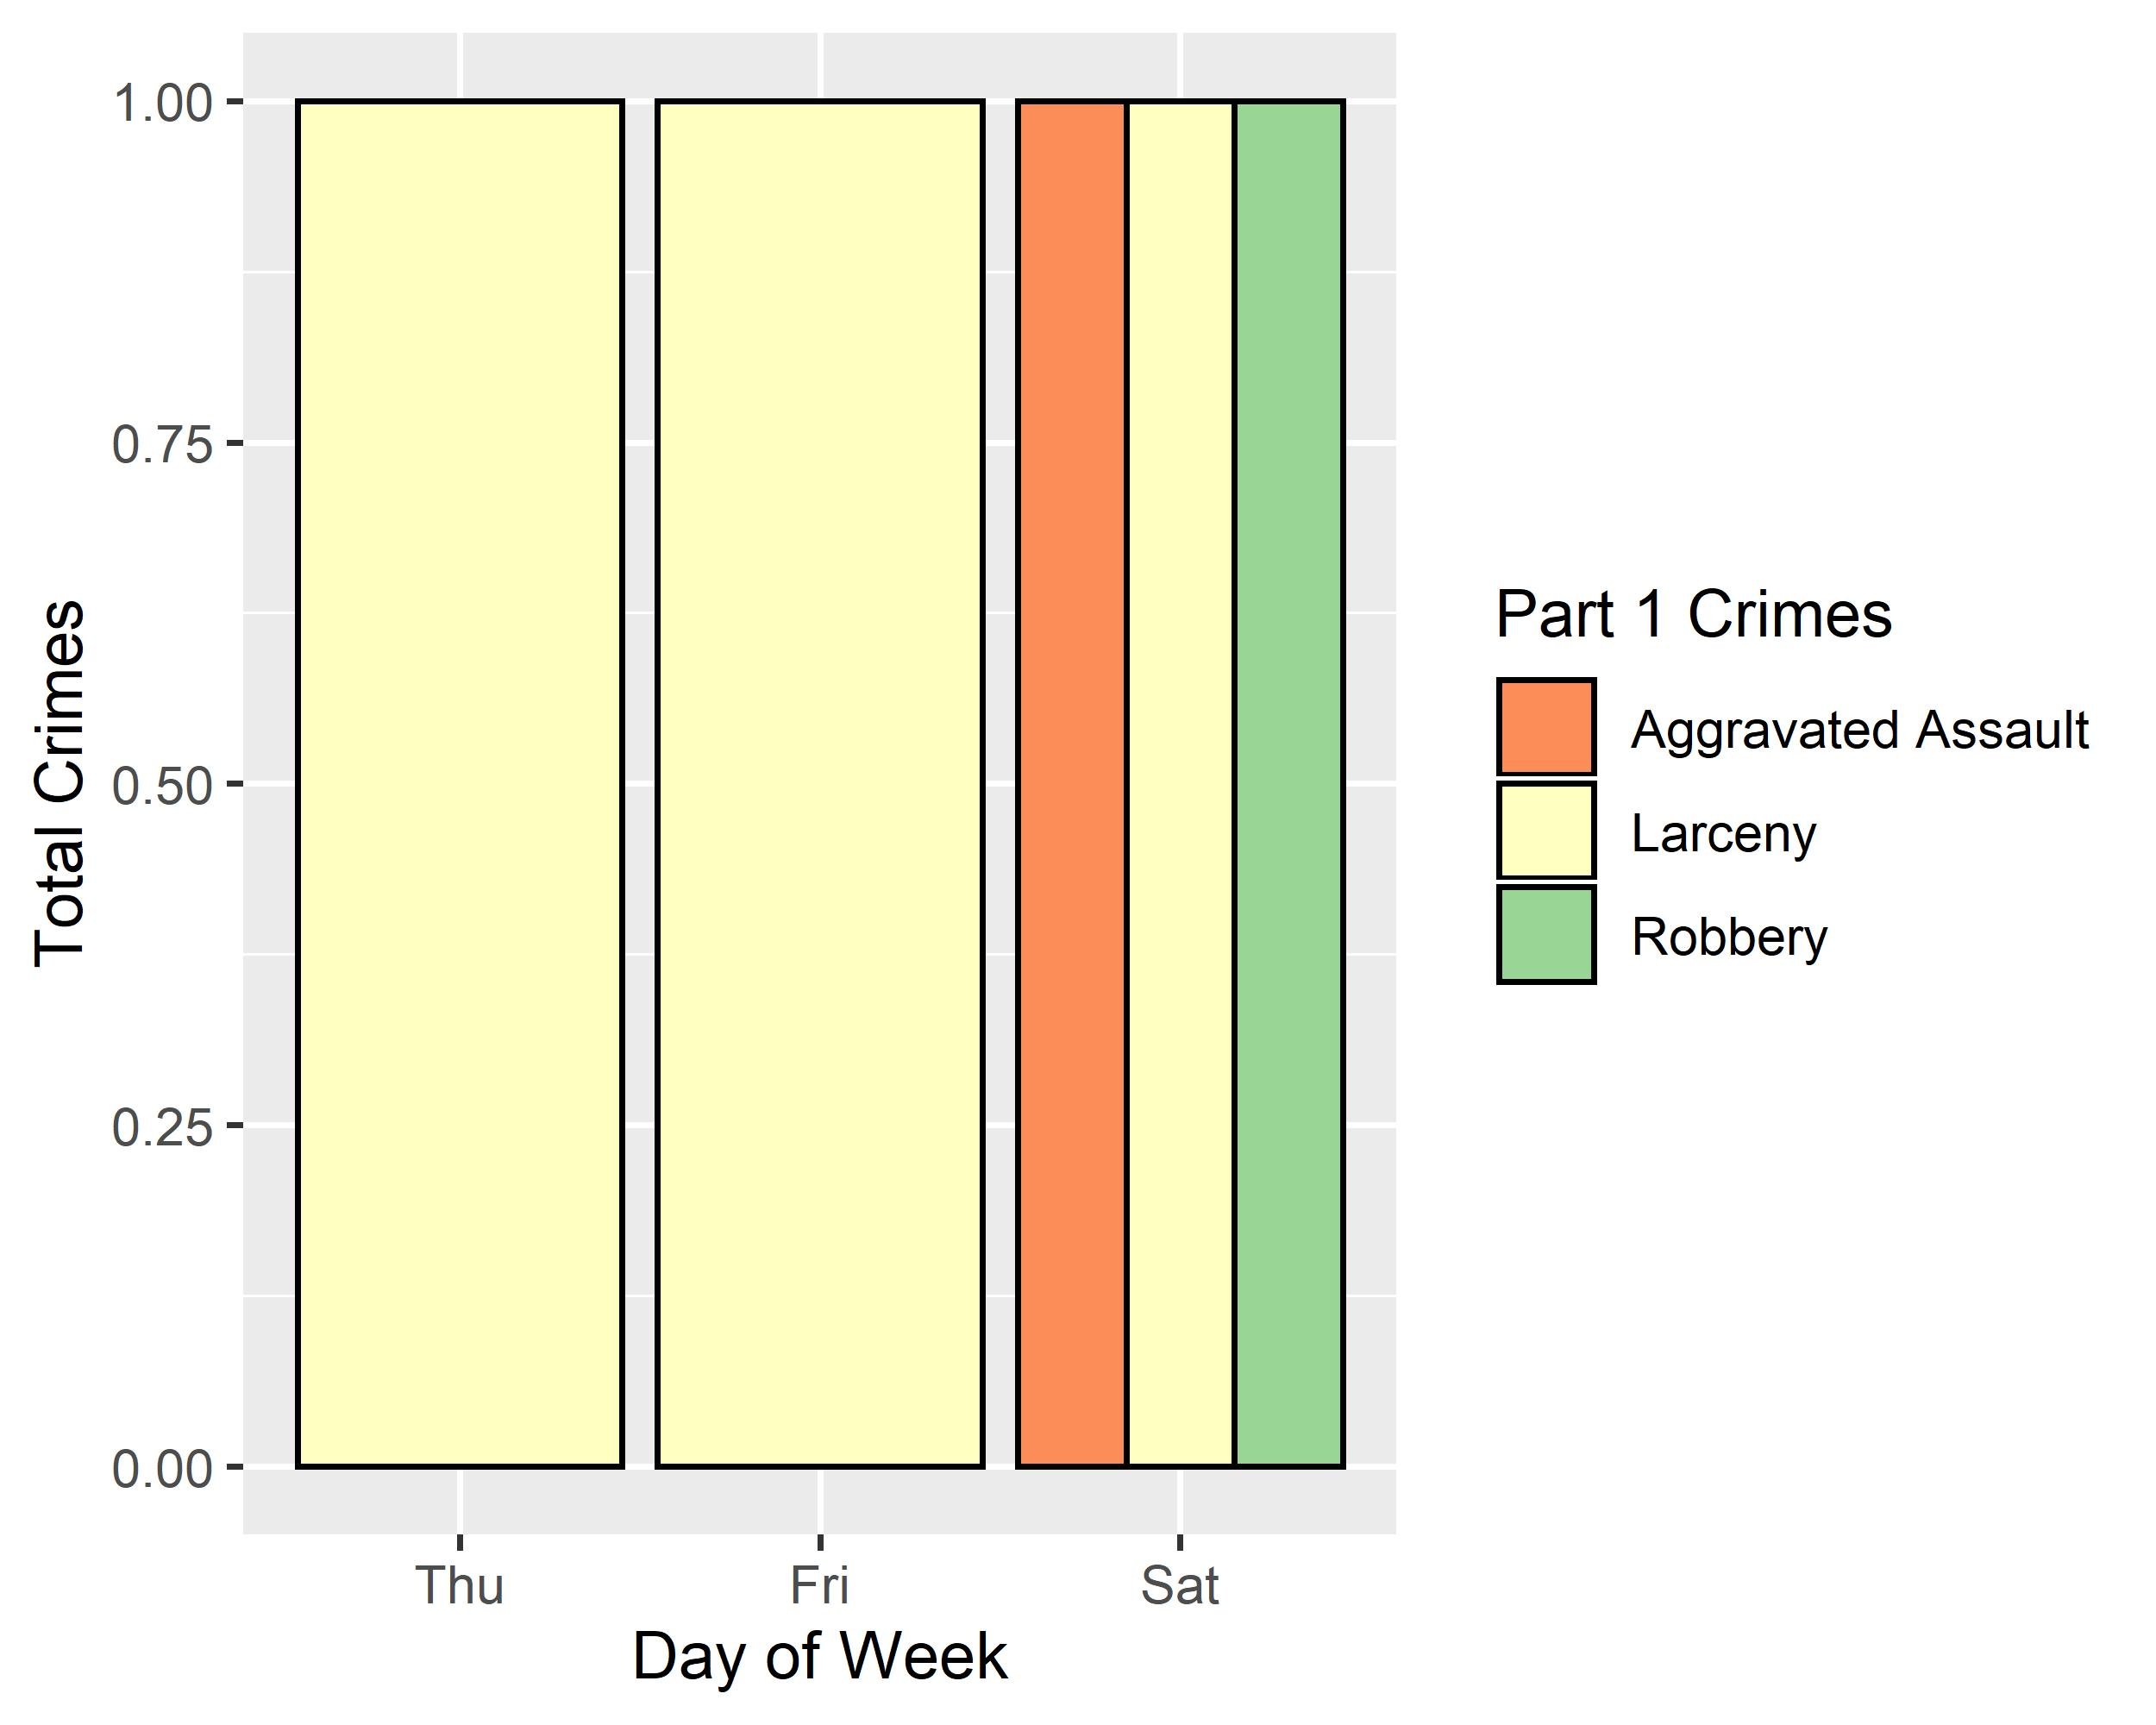 1.00
0.75
0.50
0.25
0.00
Total Crimes
Thu Fri Sat
Day of Week
Part 1 Crimes
Aggravated Assault
Larceny
Robbery